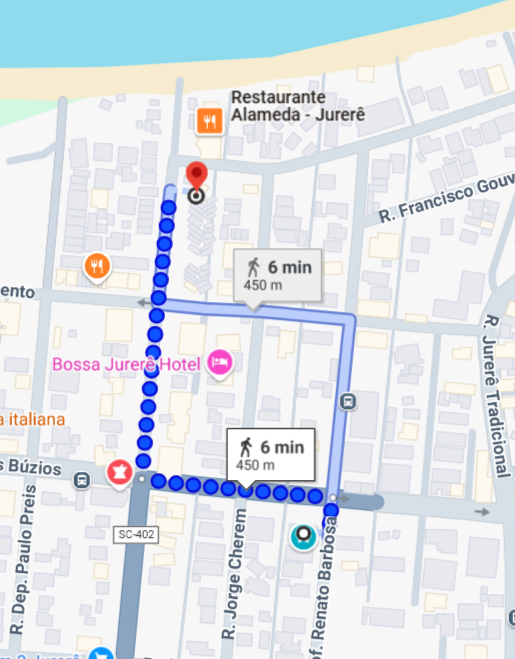 Restaurante
Alameda - Jurerê
R. Francisco Gouv
6 min
450 m
ento
R. Jurerê Tradicional
Bossa Jurerê Hotel
a italiana
6 min
450 m
s Búzios
SC-402
R. Dep. Paulo Preis
R. Jorge Cherem
of. Renato Barbosa